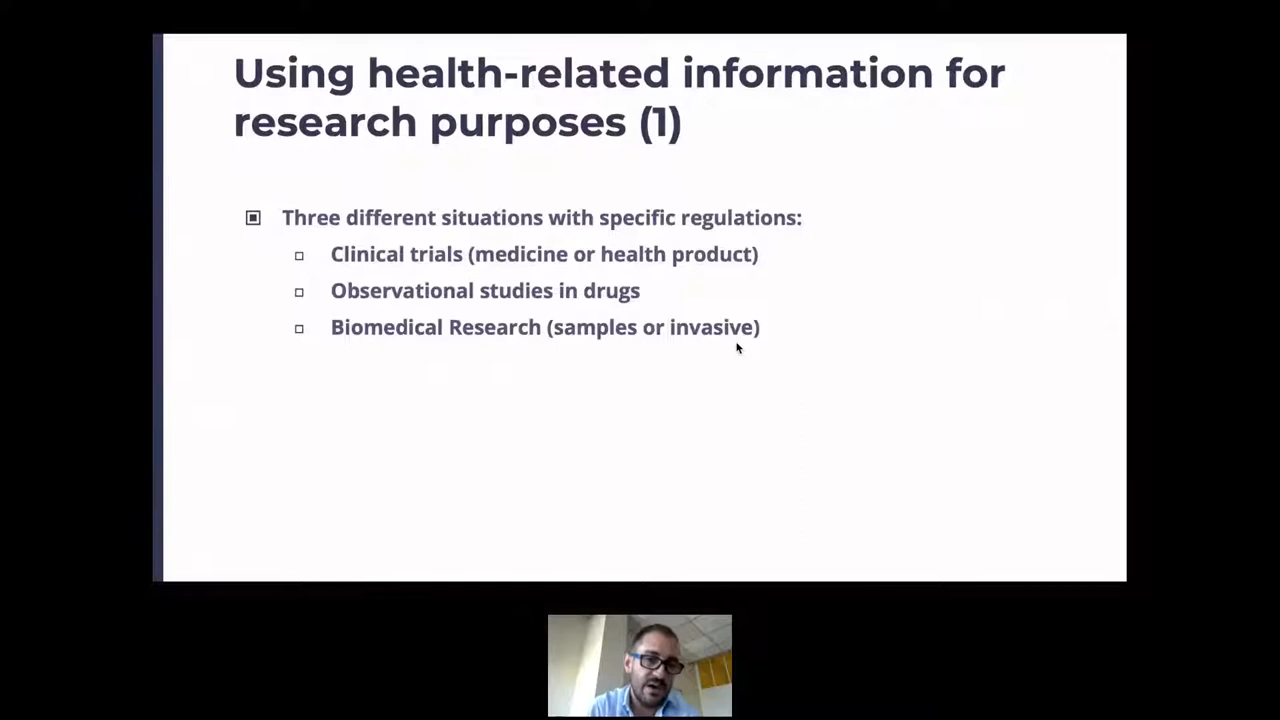 Using health-related information for
research purposes (1)
Three different situations with specific regulations:
Clinical trials (medicine or health product)
Observational studies in drugs
Biomedical Research (samples or invasive)